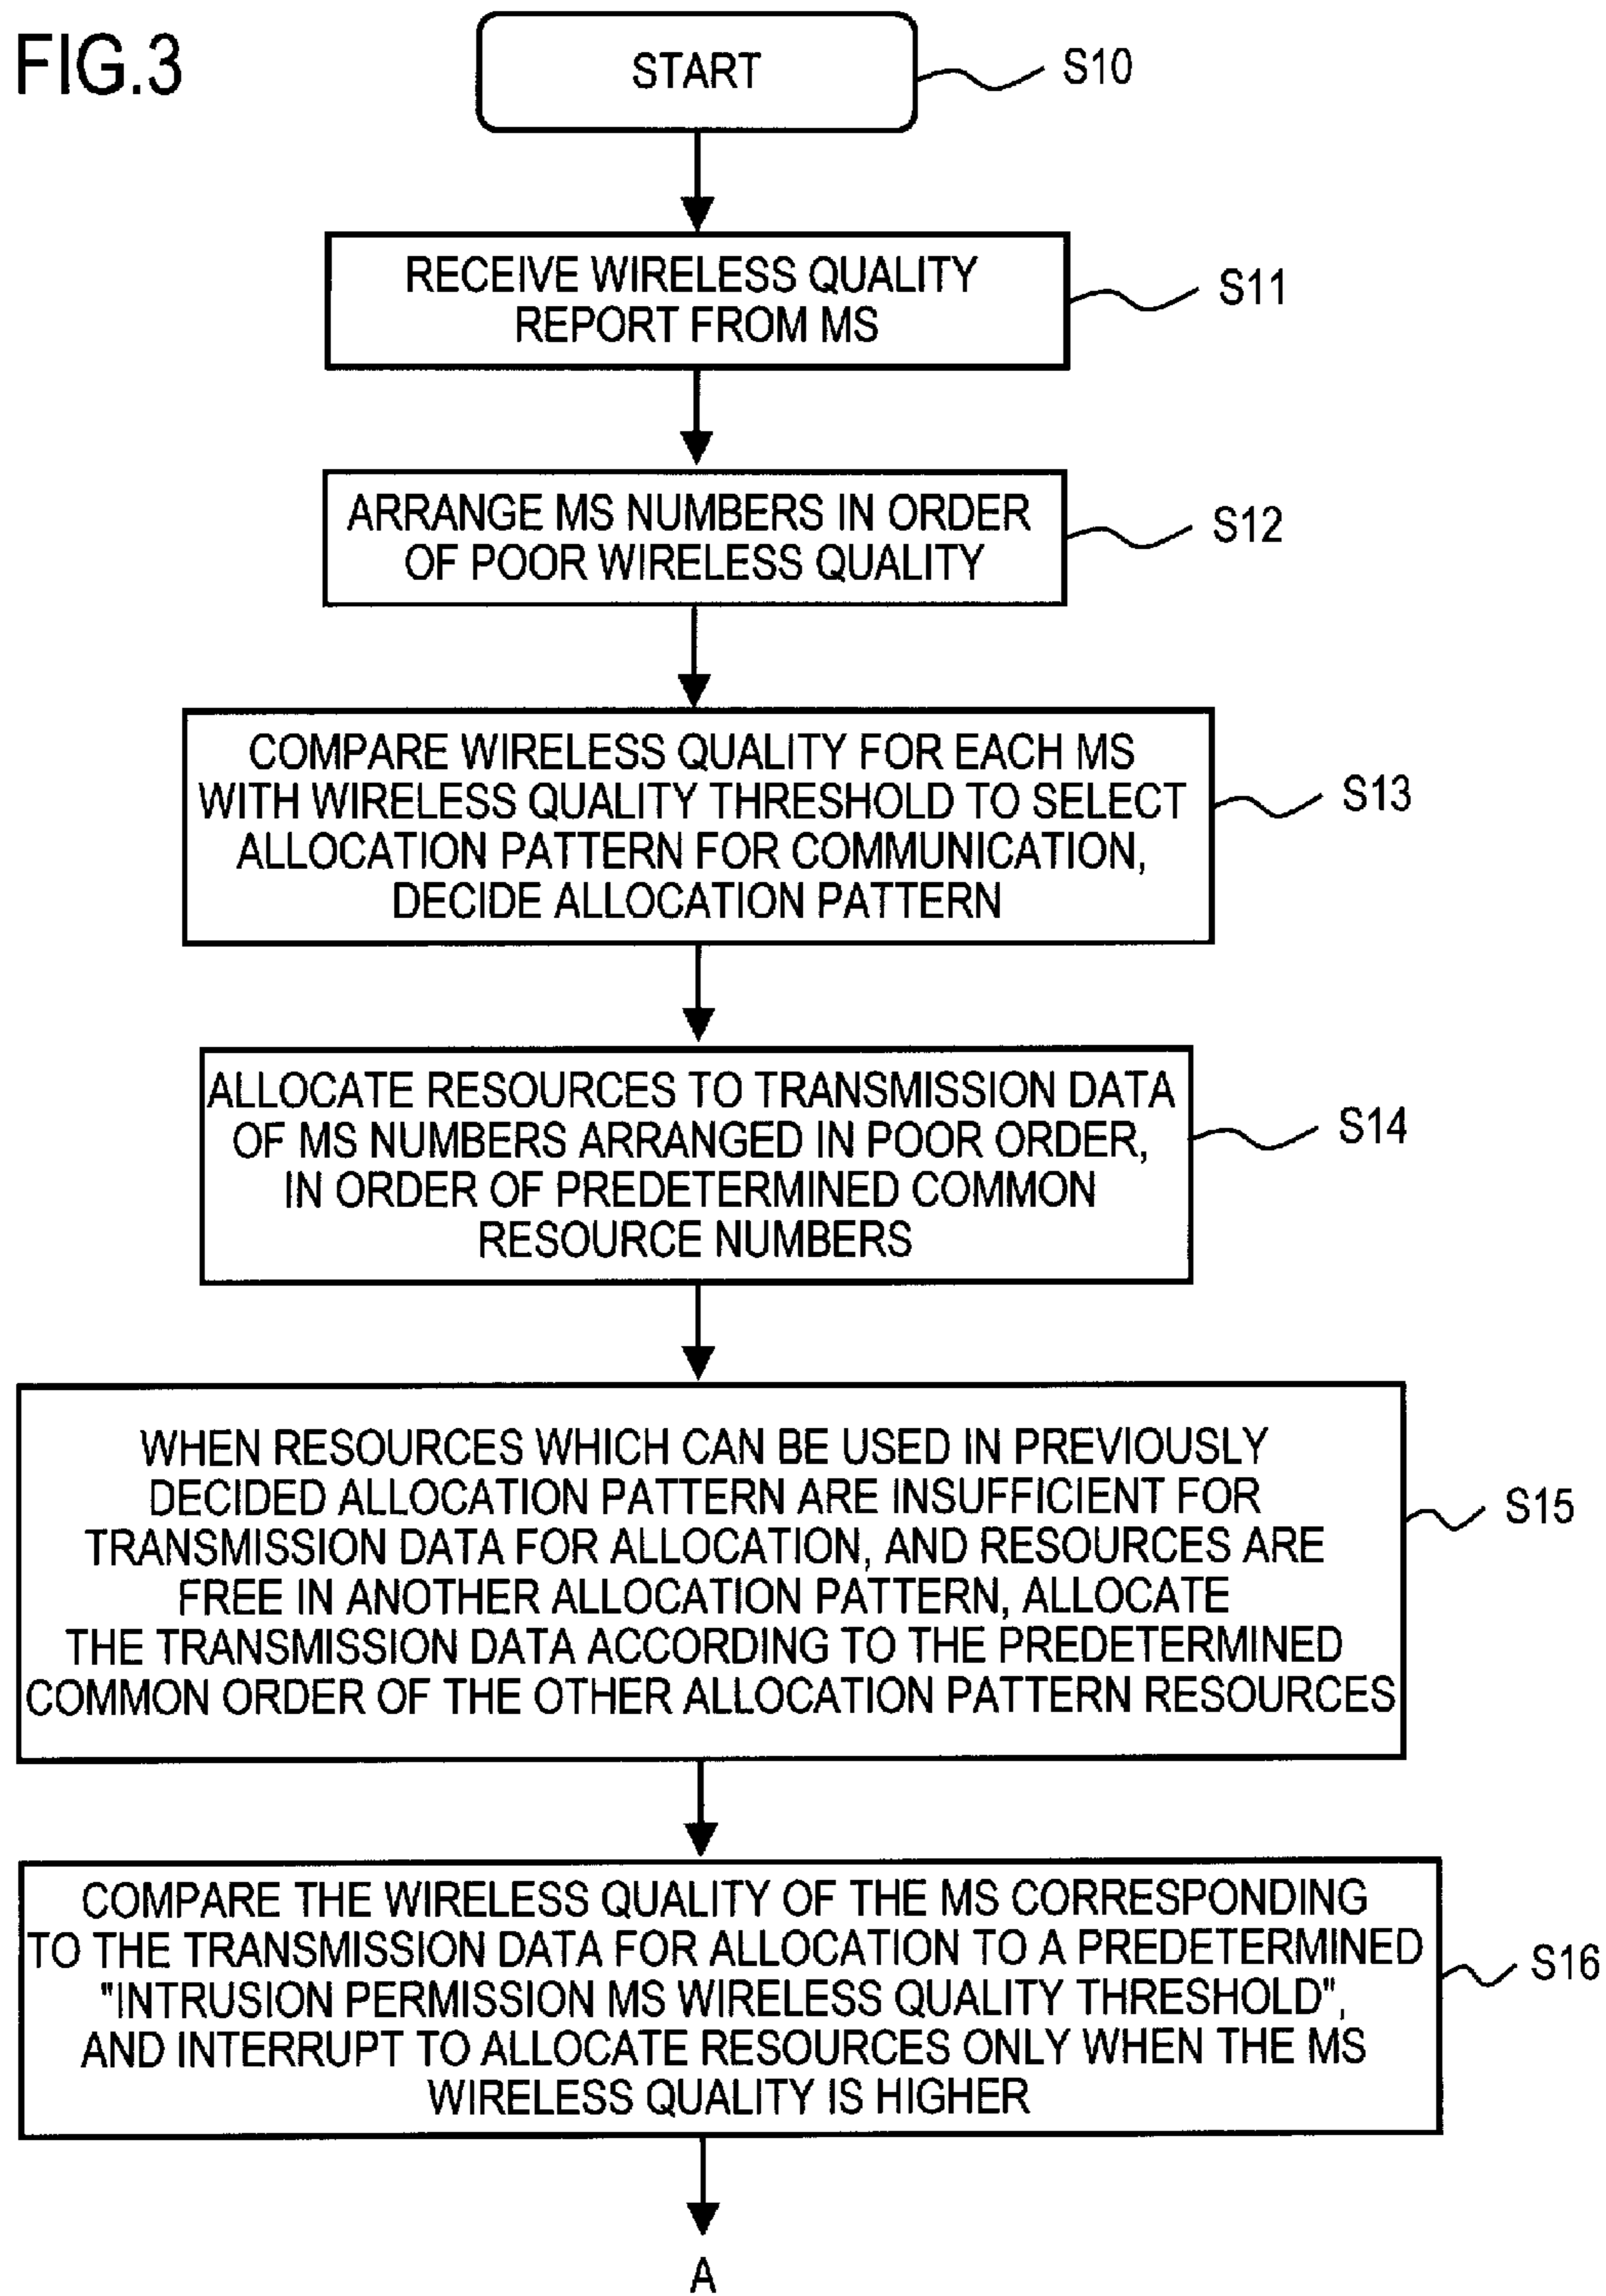 FIG.3
START
S10
RECEIVE WIRELESS QUALITY
REPORT FROM MS
S11
ARRANGE MS NUMBERS IN ORDER
OF POOR WIRELESS QUALITY
S12
COMPARE WIRELESS QUALITY FOR EACH MS
WITH WIRELESS QUALITY THRESHOLD TO SELECT
ALLOCATION PATTERN FOR COMMUNICATION,
DECIDE ALLOCATION PATTERN
S13
ALLOCATE RESOURCES TO TRANSMISSION DATA
OF MS NUMBERS ARRANGED IN POOR ORDER,
IN ORDER OF PREDETERMINED COMMON
RESOURCE NUMBERS
S14
WHEN RESOURCES WHICH CAN BE USED IN PREVIOUSLY
DECIDED ALLOCATION PATTERN ARE INSUFFICIENT FOR
TRANSMISSION DATA FOR ALLOCATION, AND RESOURCES ARE
FREE IN ANOTHER ALLOCATION PATTERN, ALLOCATE
THE TRANSMISSION DATA ACCORDING TO THE PREDETERMINED
COMMON ORDER OF THE OTHER ALLOCATION PATTERN RESOURCES
S15
COMPARE THE WIRELESS QUALITY OF THE MS CORRESPONDING
TO THE TRANSMISSION DATA FOR ALLOCATION TO A PREDETERMINED
"INTRUSION PERMISSION MS WIRELESS QUALITY THRESHOLD",
AND INTERRUPT TO ALLOCATE RESOURCES ONLY WHEN THE MS
WIRELESS QUALITY IS HIGHER
S16
A